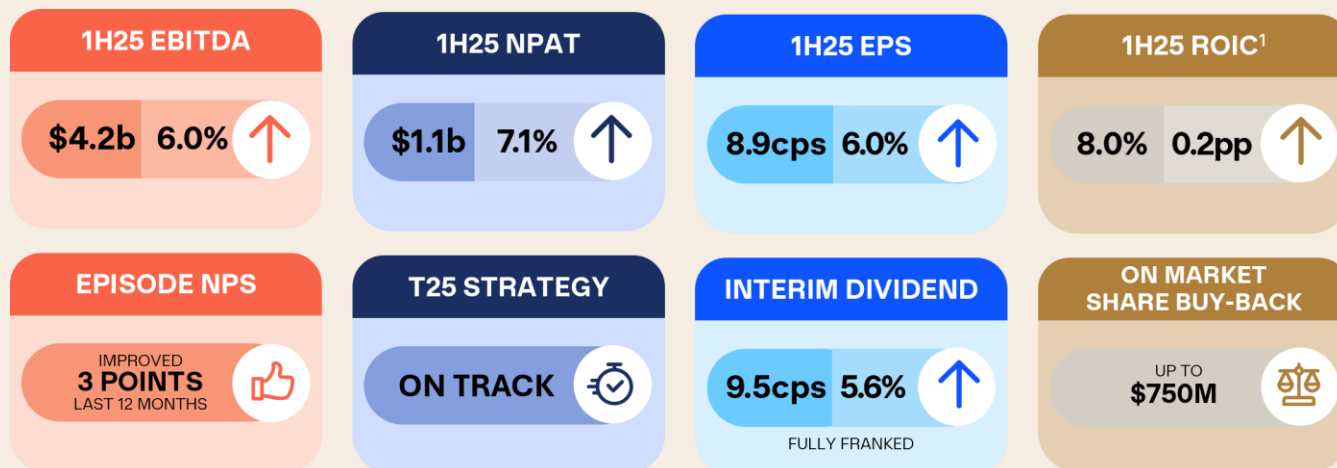 1H25 EBITDA
$4.2b 6.0%
1H25 NPAT
$1.1b 7.1%
1H25 EPS
8.9cps 6.0%
1H25 ROIC¹
8.0% 0.2pp
EPISODE NPS
IMPROVED
3 POINTS
LAST 12 MONTHS
T25 STRATEGY
ON TRACK
INTERIM DIVIDEND
9.5cps 5.6%
FULLY FRANKED
ON MARKET
SHARE BUY-BACK
UP TO
$750M